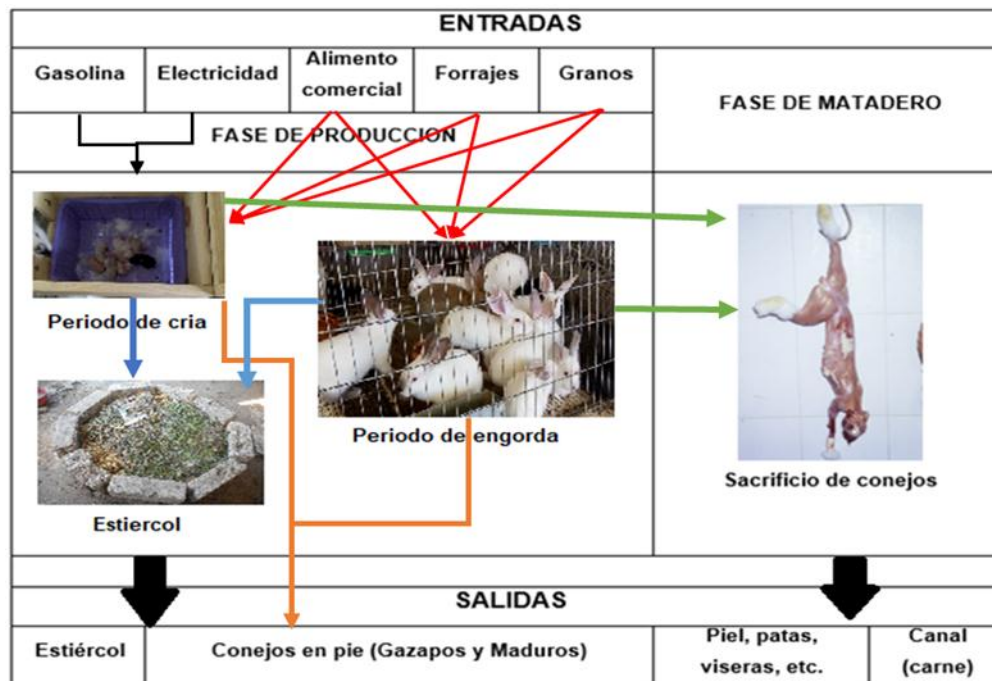 ENTRADAS
Gasolina
Electricidad
Alimento
comercial
Forrajes
Granos
FASE DE MATADERO
FASE DE PRODUCCION
Periodo de cria
Periodo de engorda
Sacrificio de conejos
Estiercol
SALIDAS
Estiércol
Conejos en pie (Gazapos y Maduros)
Piel, patas,
viseras, etc.
Canal
(carne)